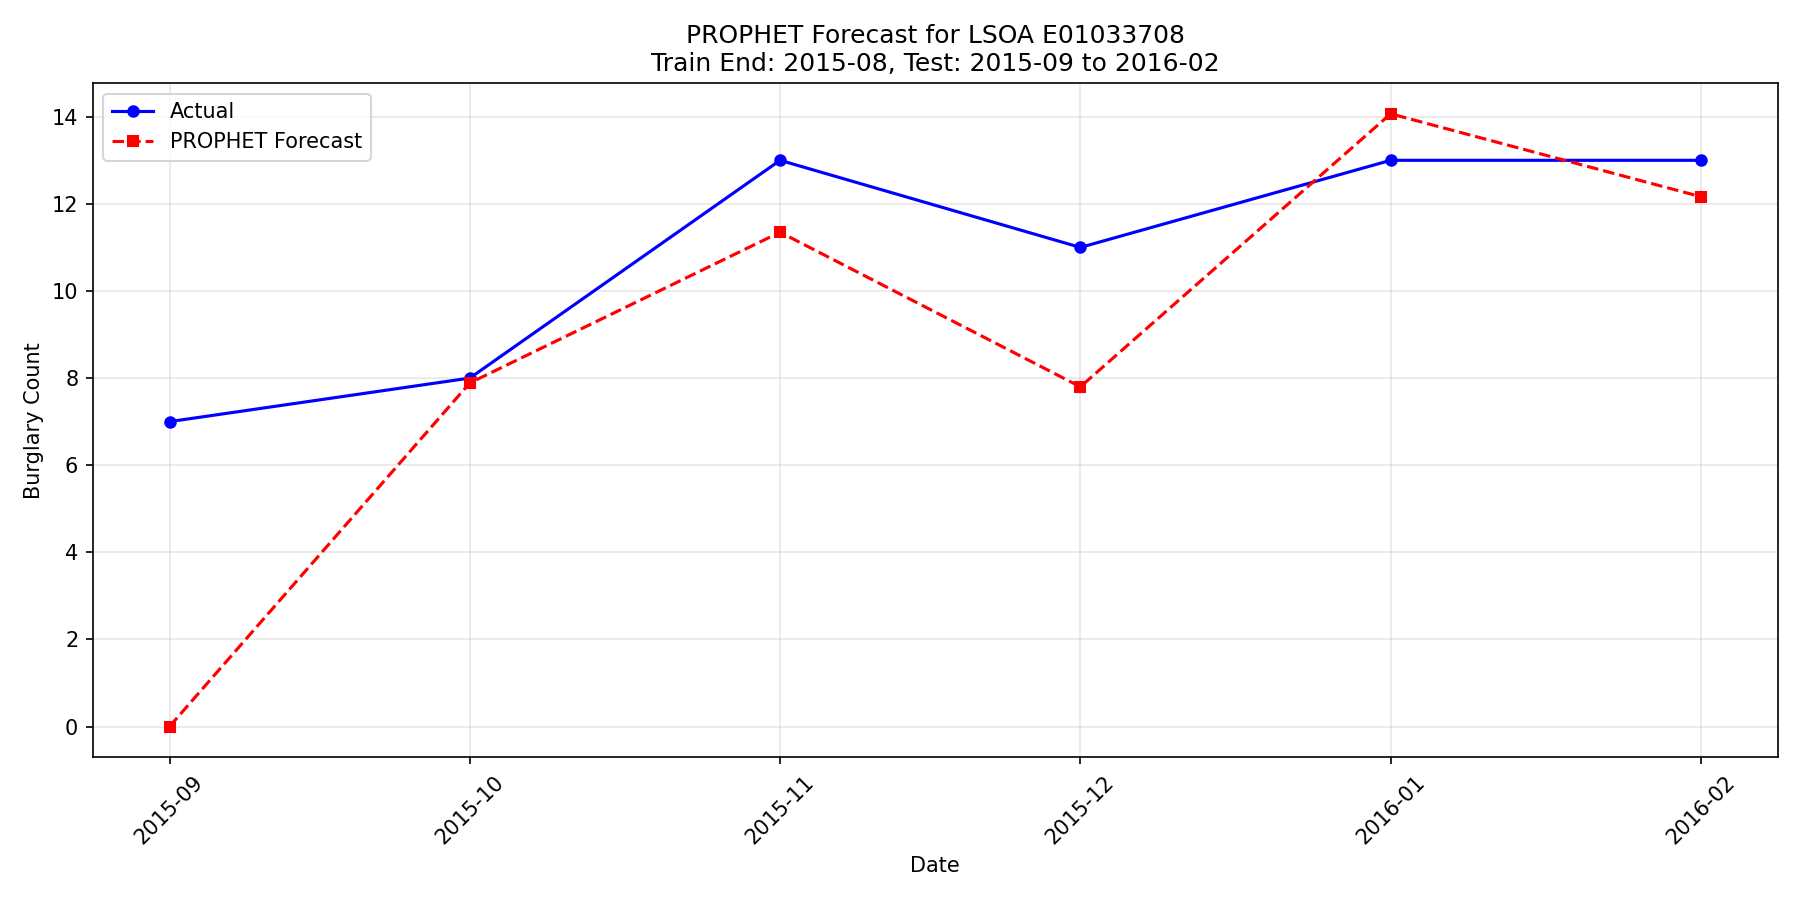 PROPHET Forecast for LSOA E01033708
Train End: 2015-08, Test: 2015-09 to 2016-02
Actual
PROPHET Forecast
14
12
10
8
6
4
2
0
Burglary Count
2015-09
2015-10
2015-11
2015-12
2016-01
2016-02
Date